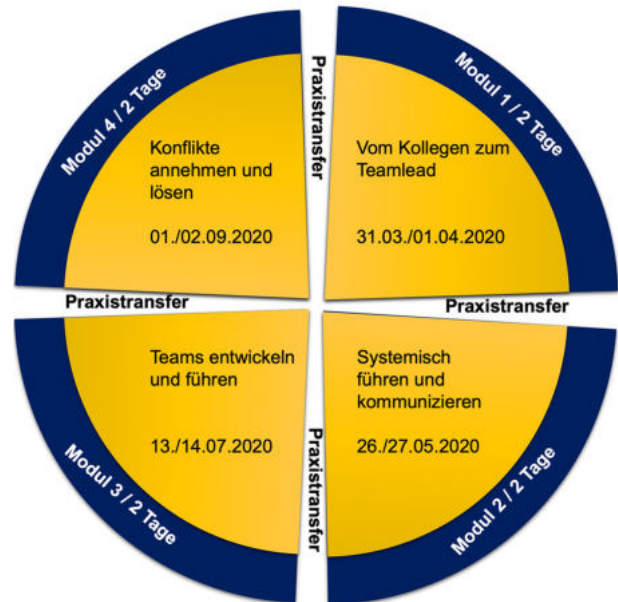 Modul 1 / 2 Tage
Vom Kollegen zum
Teamlead
31.03./01.04.2020
Praxistransfer
Modul 2 / 2 Tage
Systemisch
führen und
kommunizieren
26./27.05.2020
Praxistransfer
Modul 3 / 2 Tage
Teams entwickeln
und führen
13./14.07.2020
Praxistransfer
Modul 4 / 2 Tage
Konflikte
annehmen und
lösen
01./02.09.2020
Praxistransfer